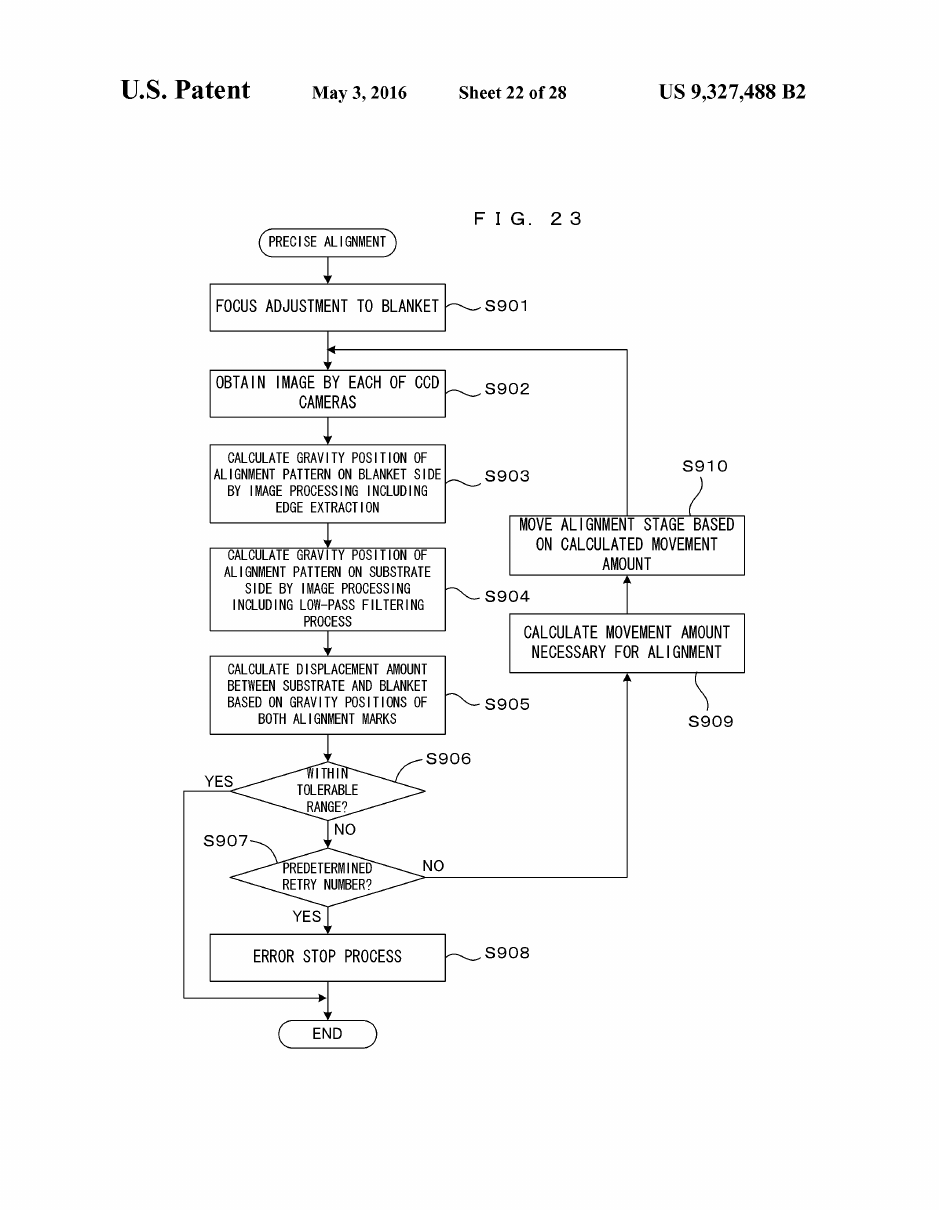 U.S. Patent May 3, 2016 Sheet 22 of 28 US 9,327,488 B2
FIG. 23
PRECISE ALIGNMENT
FOCUS ADJUSTMENT TO BLANKET
S901
OBTAIN IMAGE BY EACH OF CCD
CAMERAS
S902
CALCULATE GRAVITY POSITION OF
ALIGNMENT PATTERN ON BLANKET SIDE
BY IMAGE PROCESSING INCLUDING
EDGE EXTRACTION
S903
CALCULATE GRAVITY POSITION OF
ALIGNMENT PATTERN ON SUBSTRATE
SIDE BY IMAGE PROCESSING
INCLUDING LOW-PASS FILTERING
PROCESS
S904
CALCULATE DISPLACEMENT AMOUNT
BETWEEN SUBSTRATE AND BLANKET
BASED ON GRAVITY POSITIONS OF
BOTH ALIGNMENT MARKS
S905
WITHIN
TOLERABLE
RANGE?
S906
YES
NO
S907
PREDETERMINED
RETRY NUMBER?
NO
YES
ERROR STOP PROCESS
S908
END
S910
MOVE ALIGNMENT STAGE BASED
ON CALCULATED MOVEMENT
AMOUNT
CALCULATE MOVEMENT AMOUNT
NECESSARY FOR ALIGNMENT
S909